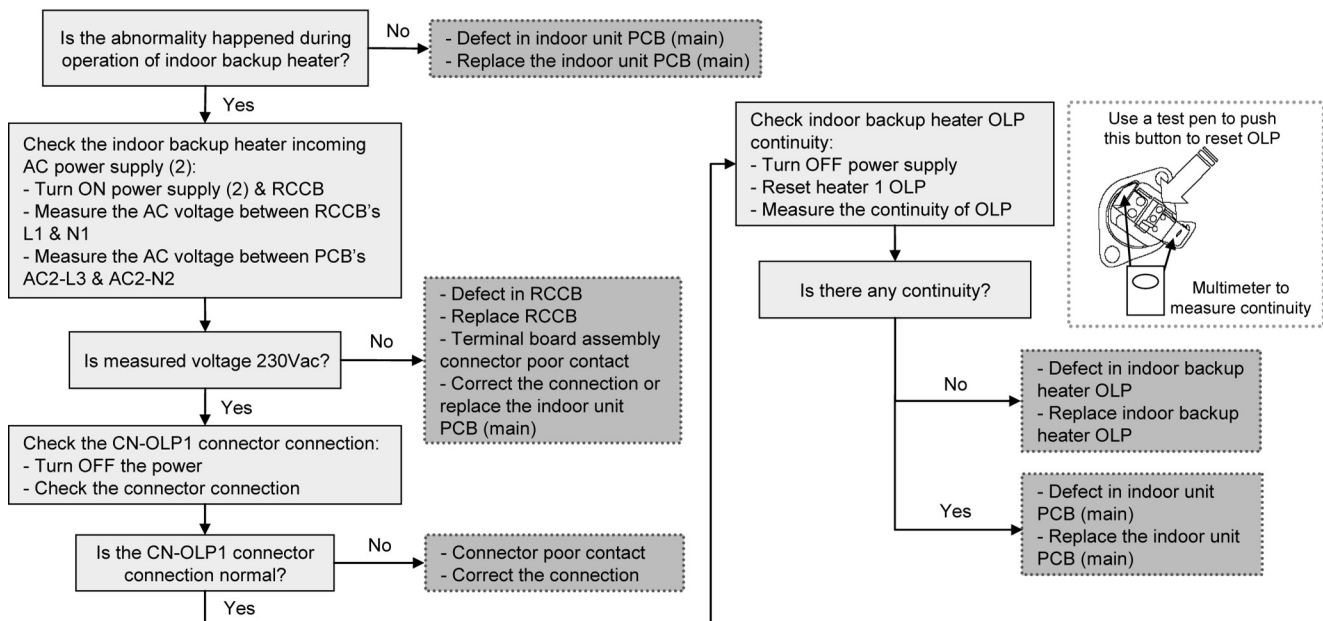 Is the abnormality happened during
operation of indoor backup heater?
No
- Defect in indoor unit PCB (main)
- Replace the indoor unit PCB (main)
Yes
Check the indoor backup heater incoming
AC power supply (2):
- Turn ON power supply (2) & RCCB
- Measure the AC voltage between RCCB's
L1 & N1
- Measure the AC voltage between PCB's
AC2-L3 & AC2-N2
Is measured voltage 230Vac?
No
- Defect in RCCB
- Replace RCCB
- Terminal board assembly
connector poor contact
- Correct the connection or
replace the indoor unit
PCB (main)
Yes
Check the CN-OLP1 connector connection:
- Turn OFF the power
- Check the connector connection
Is the CN-OLP1 connector
connection normal?
No
- Connector poor contact
- Correct the connection
Yes
Check indoor backup heater OLP
continuity:
- Turn OFF power supply
- Reset heater 1 OLP
- Measure the continuity of OLP
Use a test pen to push
this button to reset OLP
Multimeter to
measure continuity
Is there any continuity?
No
- Defect in indoor backup
heater OLP
- Replace indoor backup
heater OLP
Yes
- Defect in indoor unit
PCB (main)
- Replace the indoor unit
PCB (main)